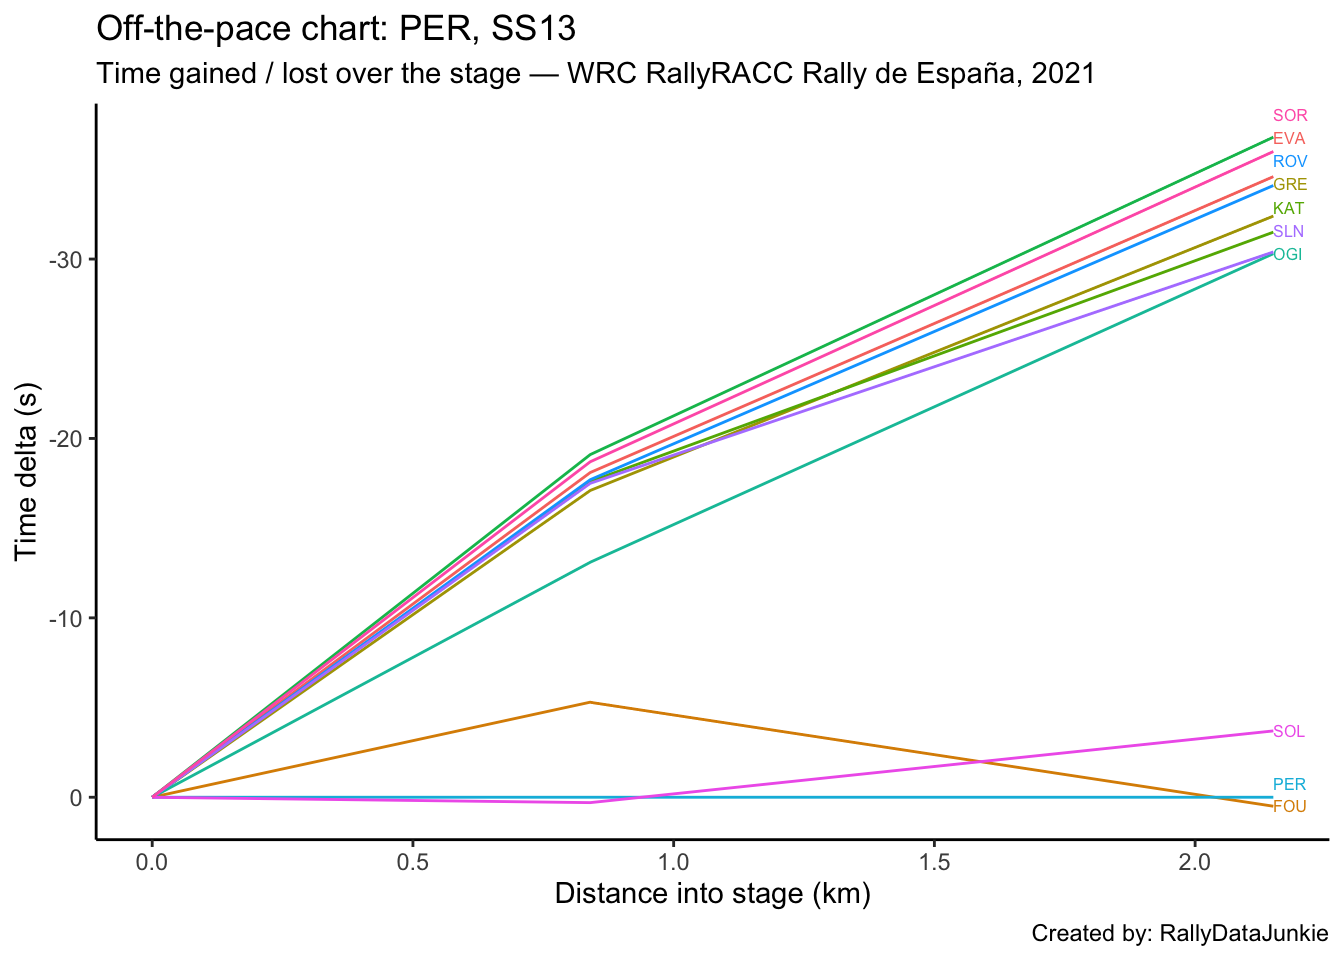 Off-the-pace chart: PER, SS13
Time gained / lost over the stage — WRC RallyRACC Rally de España, 2021
SOR
EVA
ROV
GRE
KAT
SLN
OGI
SOL
PER
FOU
-30
-20
-10
0
Time delta (s)
0.0 0.5 1.0 1.5 2.0
Distance into stage (km)
Created by: RallyDataJunkie